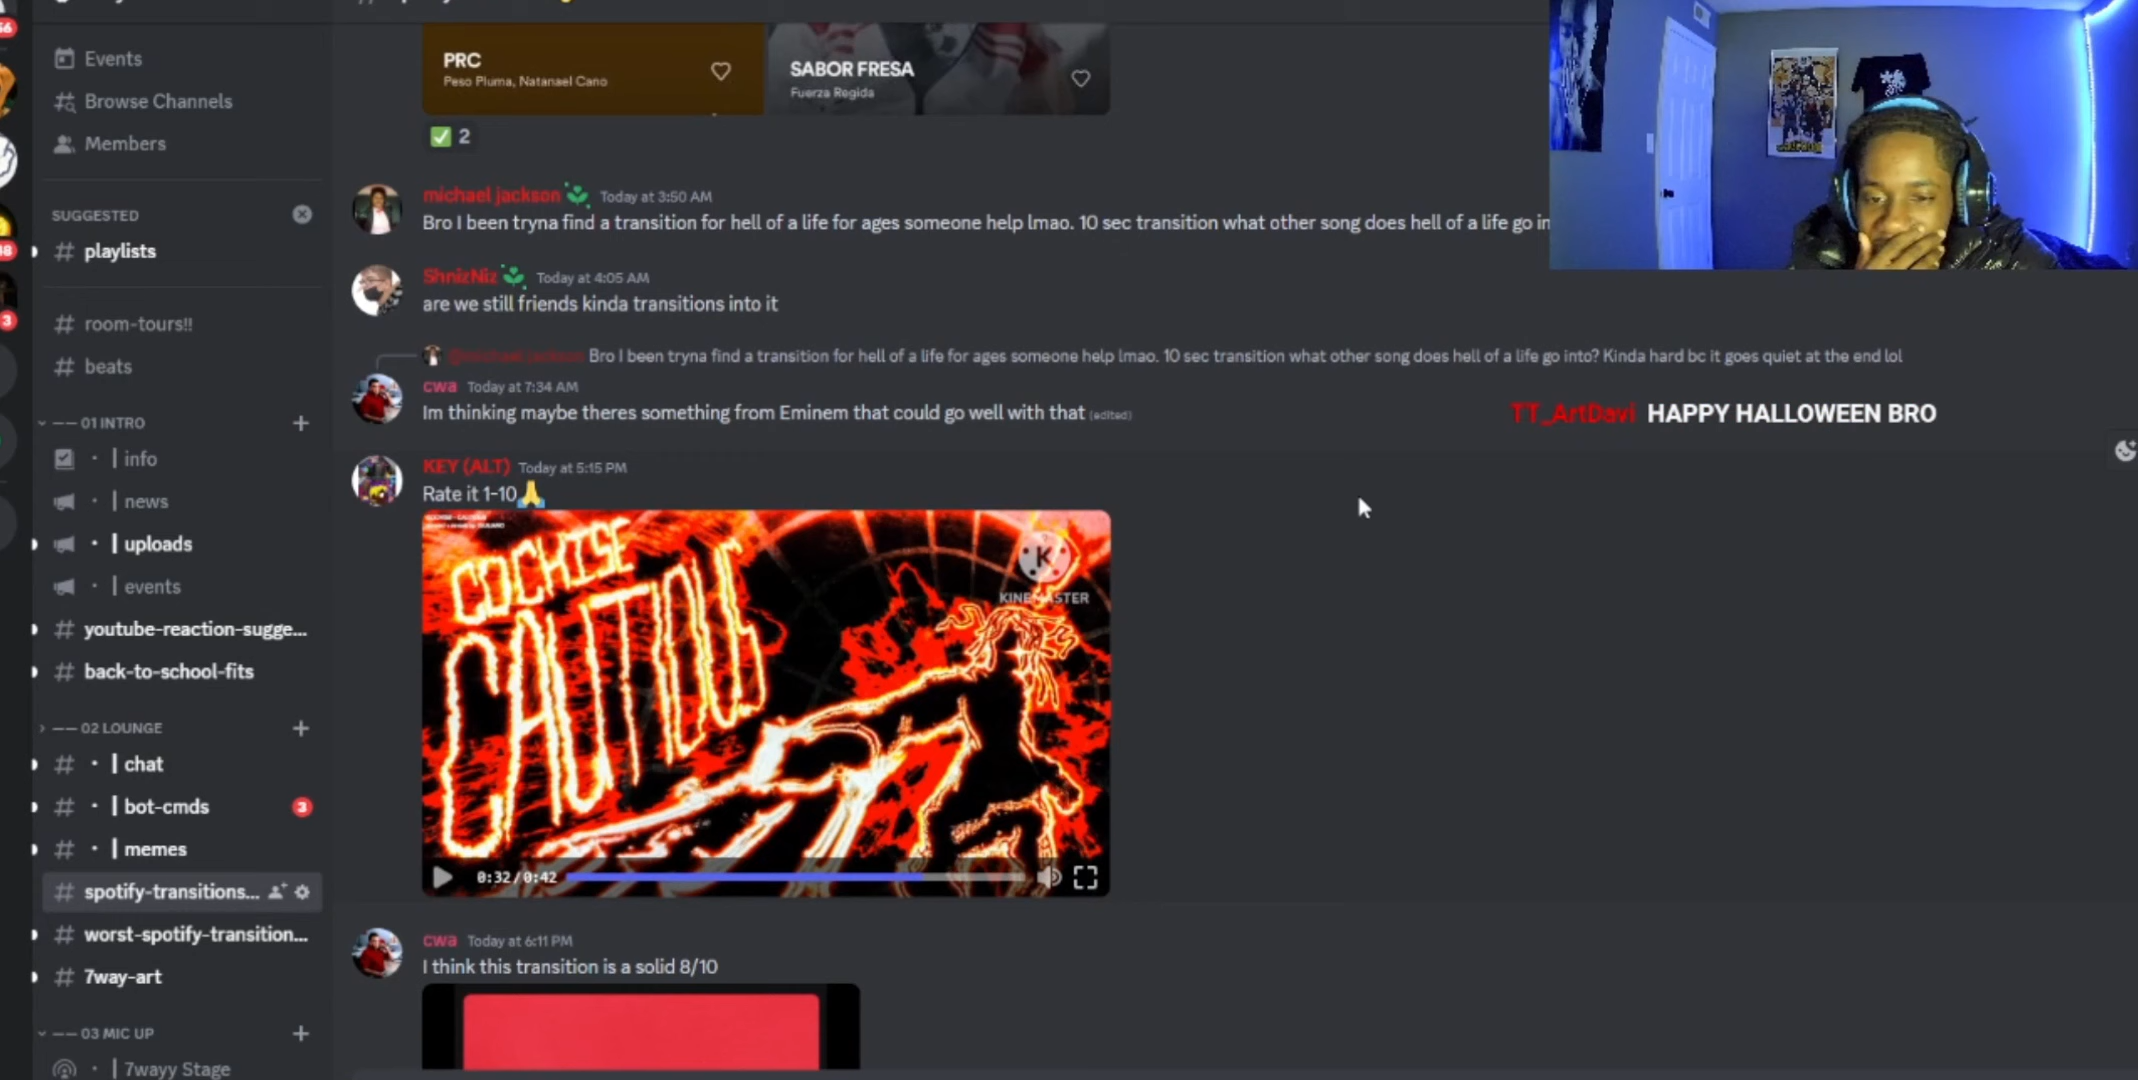 Events
Browse Channels
Members
SUGGESTED
playlists
room-tours!!
beats
01 INTRO
info
news
uploads
events
youtube-reaction-sugge...
back-to-school-fits
02 LOUNGE
chat
bot-cmds 3
memes
spotify-transitions...
worst-spotify-transition...
7way-art
03 MIC UP
7wayy Stage
PRC
Peso Pluma, Natanael Cano
SABOR FRESA
Fuerza Regida
2
michael jackson Today at 3:50 AM
Bro I been tryna find a transition for hell of a life for ages someone help lmao. 10 sec transition what other song does hell of a life go in
ShnizNiz Today at 4:05 AM
are we still friends kinda transitions into it
@michael jackson Bro I been tryna find a transition for hell of a life for ages someone help lmao. 10 sec transition what other song does hell of a life go into? Kinda hard bc it goes quiet at the end lol
cwa Today at 7:34 AM
Im thinking maybe theres something from Eminem that could go well with that (edited)
TT_ArtDavi HAPPY HALLOWEEN BRO
KEY (ALT) Today at 5:15 PM
Rate it 1-10🙏
COCHISE
CAUTIOUS
K
KINEMASTER
0:32/0:42
cwa Today at 6:11 PM
I think this transition is a solid 8/10